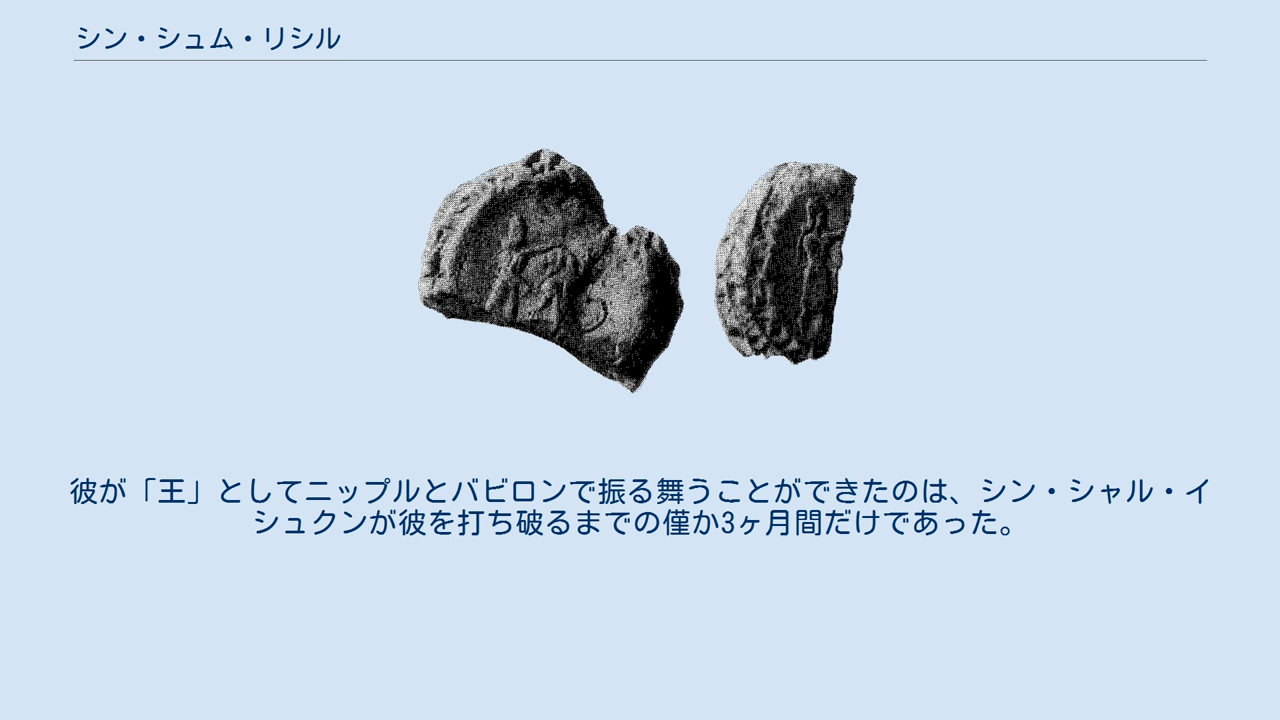 シン・シュム・リシル
彼が「王」としてニップルとバビロンで振る舞うことができたのは、シン・シャル・イ
シュクンが彼を打ち破るまでの僅か3ヶ月間だけであった。